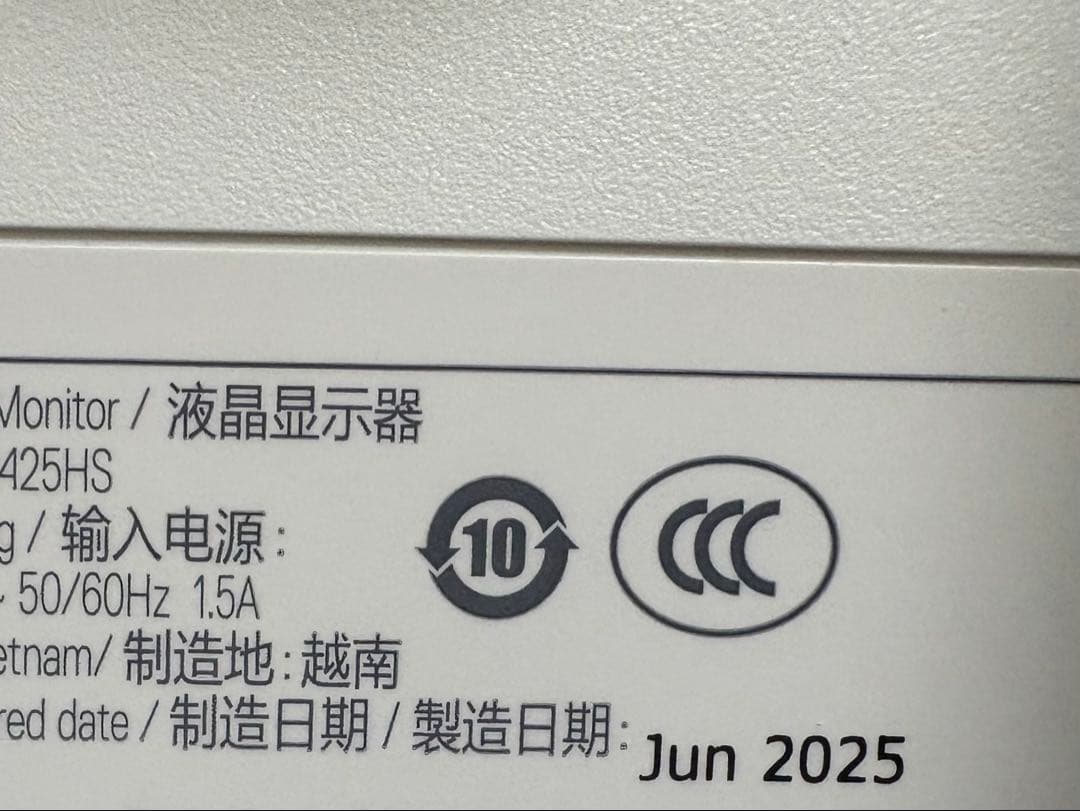 Monitor / 液晶显示器
425HS
g / 输入电源:
~ 50/60Hz 1.5A
10
CCC
etnam/ 制造地:越南
red date / 制造日期 / 製造日期: Jun 2025